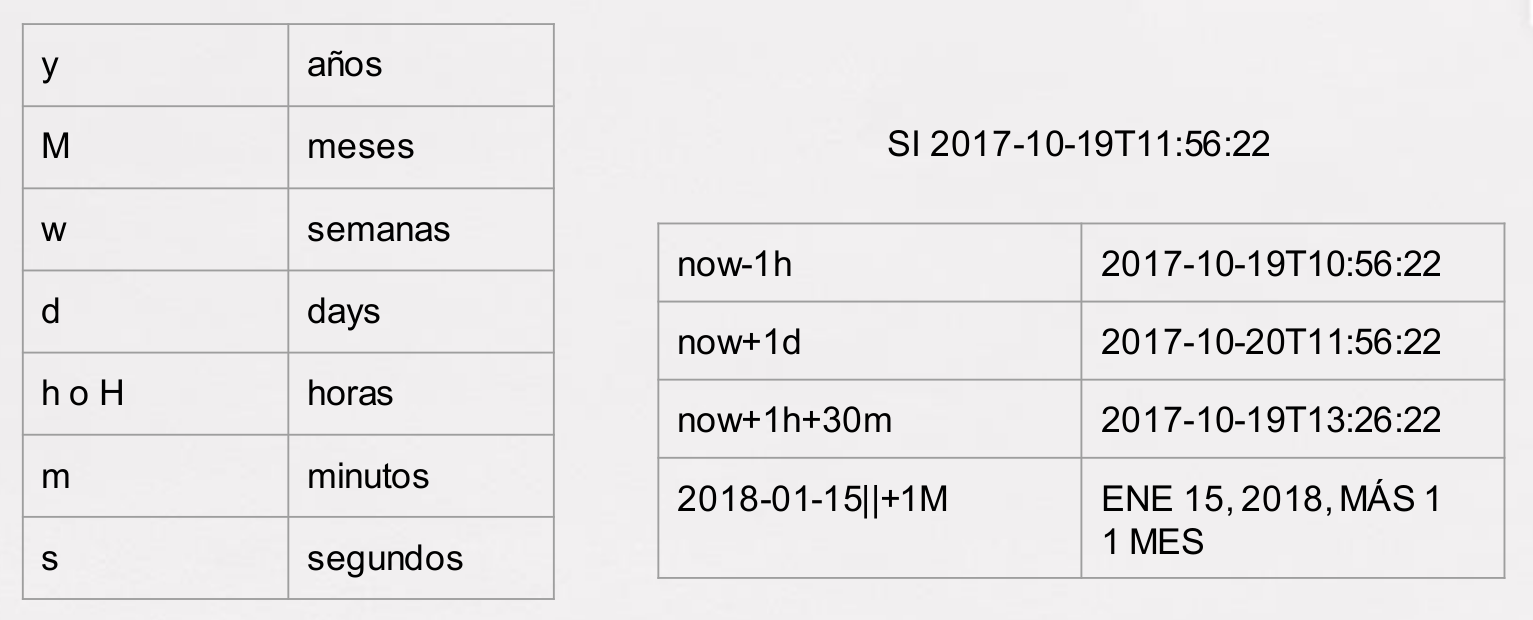 y años
M meses
w semanas
d days
h o H horas
m minutos
s segundos
SI 2017-10-19T11:56:22
now-1h 2017-10-19T10:56:22
now+1d 2017-10-20T11:56:22
now+1h+30m 2017-10-19T13:26:22
2018-01-15||+1M ENE 15, 2018, MÁS 1
1 MES